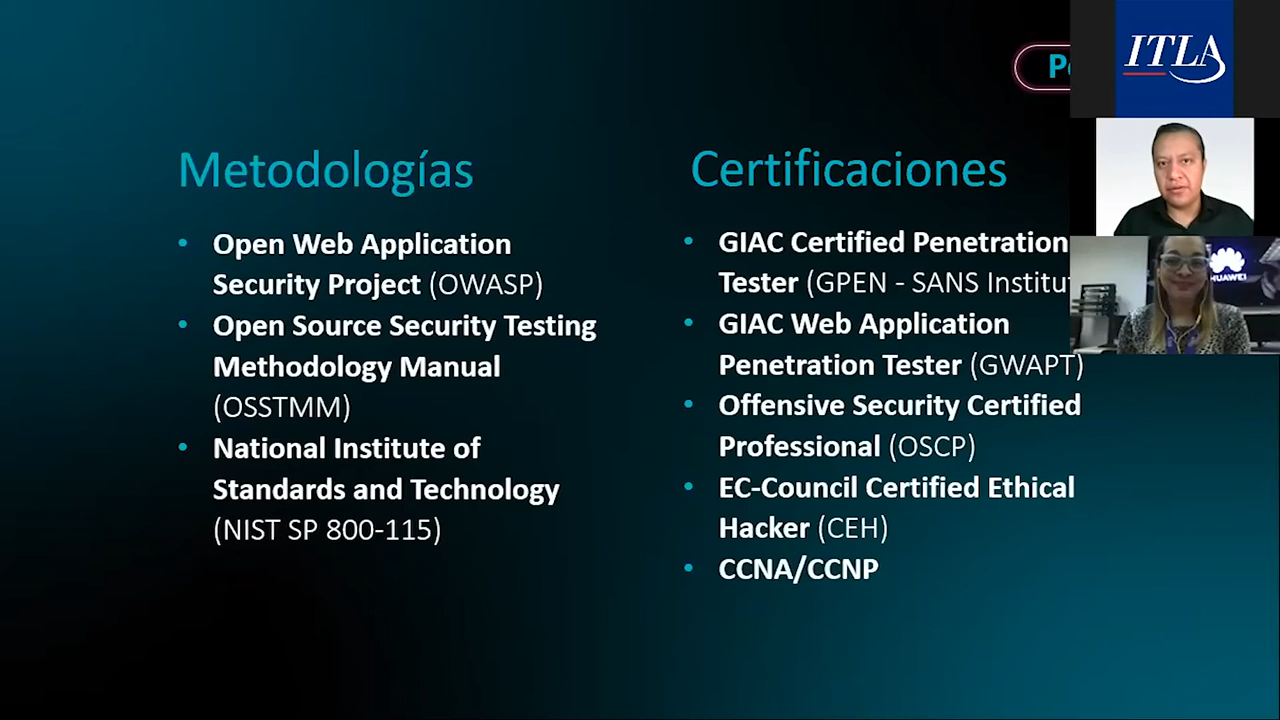 ITLA
Metodologías
Open Web Application
Security Project (OWASP)
Open Source Security Testing
Methodology Manual
(OSSTMM)
National Institute of
Standards and Technology
(NIST SP 800-115)
Certificaciones
GIAC Certified Penetration
Tester (GPEN - SANS
GIAC Web Application
Penetration Tester (GWAPT)
Offensive Security Certified
Professional (OSCP)
EC-Council Certified Ethical
Hacker (CEH)
CCNA/CCNP
HUAWEI